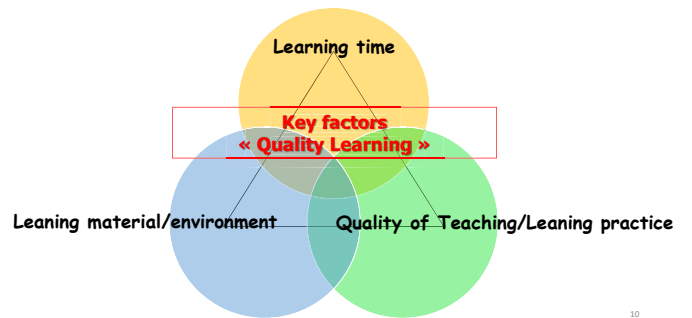 Learning time
Key factors
« Quality Learning »
Leaning material/environment
Quality of Teaching/Leaning practice
10